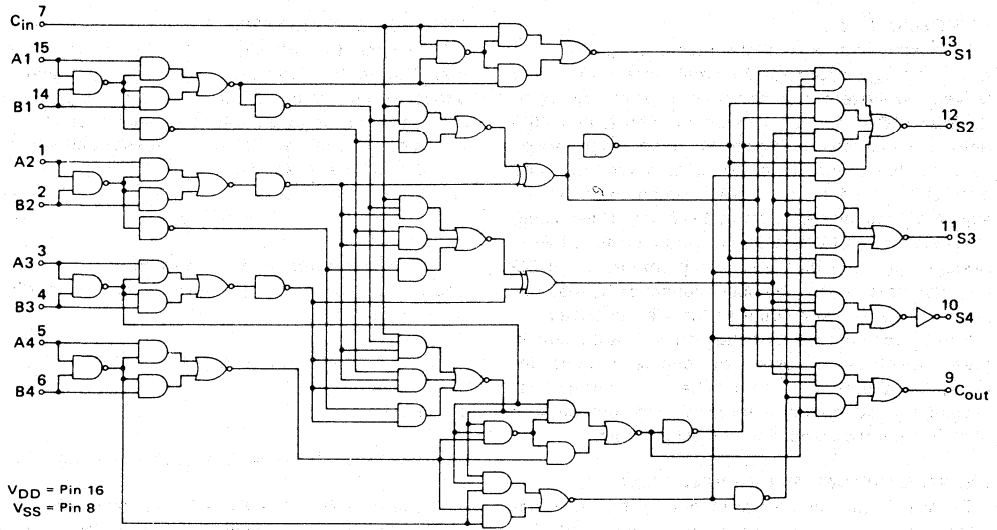 Cin 7
A1 15
B1 14
A2 1
B2 2
A3 3
B3 4
A4 5
B4 6
13 S1
12 S2
11 S3
10 S4
9 Cout
VDD = Pin 16
VSS = Pin 8